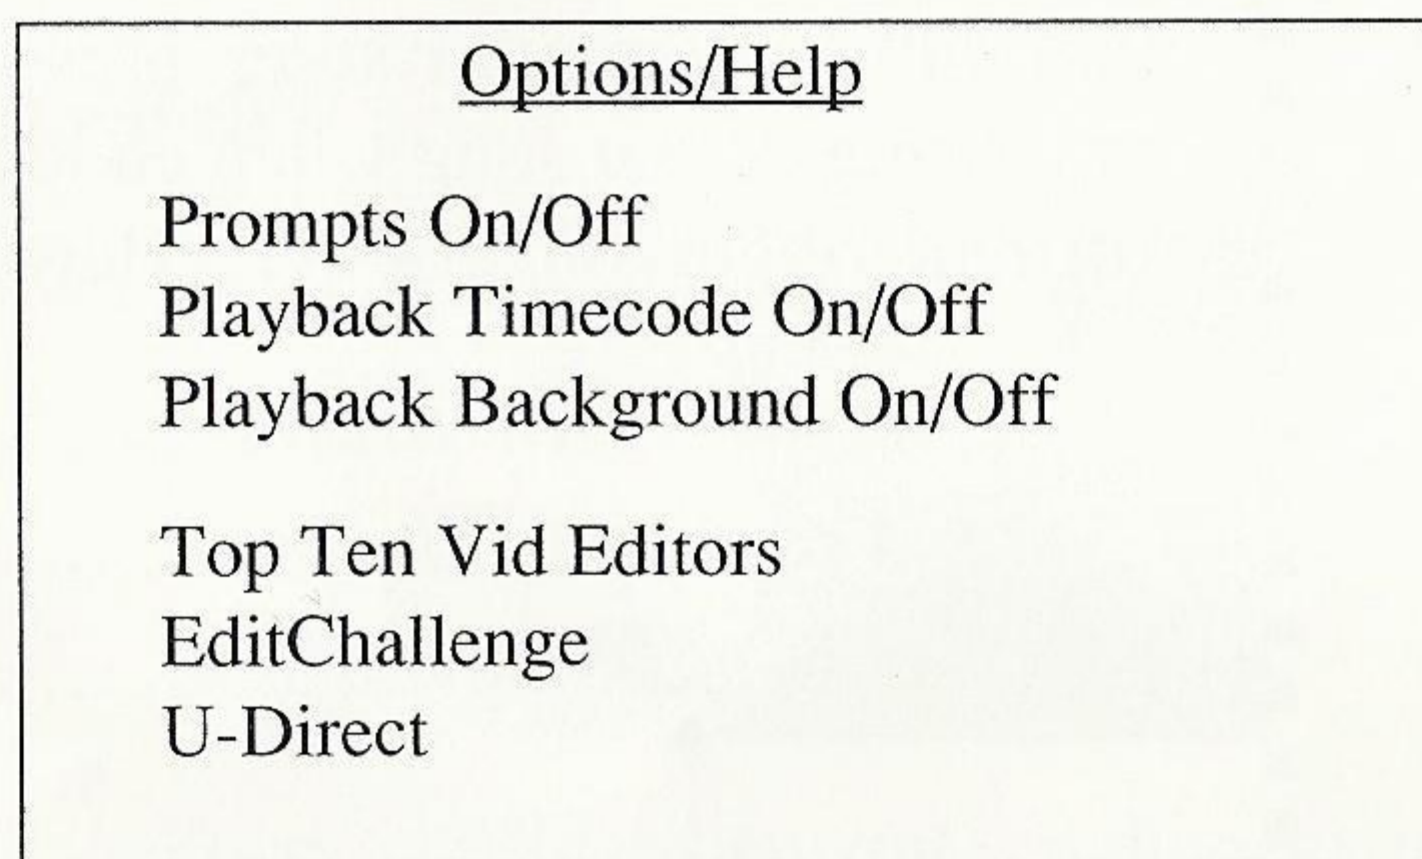 Options/Help
Prompts On/Off
Playback Timecode On/Off
Playback Background On/Off
Top Ten Vid Editors
EditChallenge
U-Direct